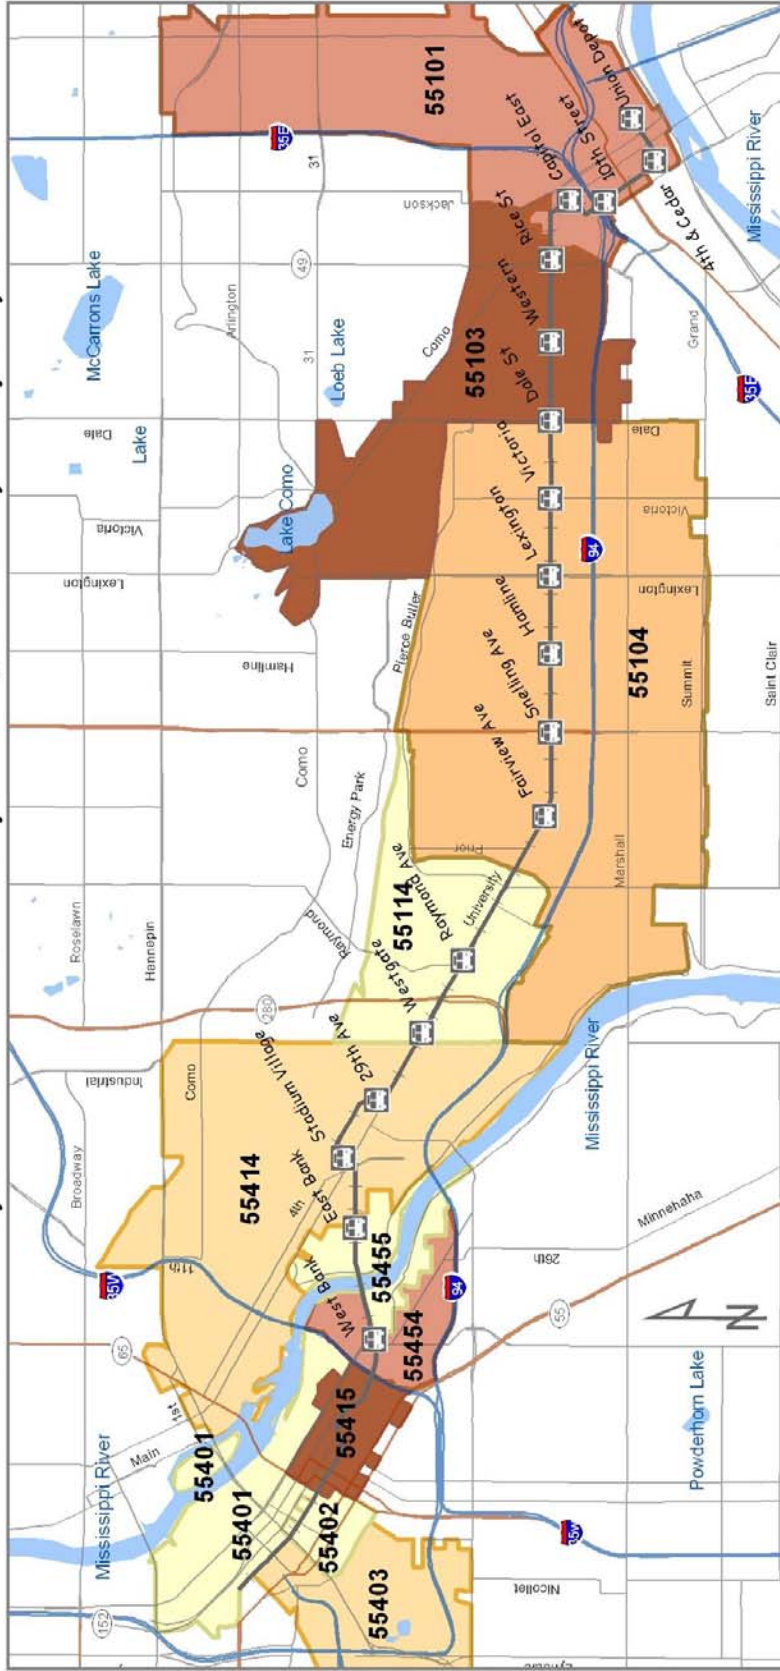 152
Mississippi River
65
35W
Broadway
Industrial
Roselawn
Hannepin
Victoria
Dale
Lake
McCarrons Lake
Main
1st
11th
Como
280
Hamline
Lexington
Arlington
49
31
31
35E
Jackson
55401
55401
55414
4th
Como
Energy Park
Raymond
Lake Como
Loeb Lake
Como
55101
55402
55403
55415
55455
55454
55114
55103
55104
West Bank
East Bank
Stadium Village
29th Ave
Westgate
Raymond Ave
Fairview Ave
Snelling Ave
Hamline
Lexington
Victoria
Dale St
Western
Rice St
Capitol East
10th Street
4th & Cedar
Union Depot
Pierce Butler
University
Prior
94
94
Marshall
Lexington
Victoria
Dale
Grand
Summit
Saint Clair
35E
Mississippi River
Mississippi River
26th
Minnehaha
55
N
35W
Nicollet
Powderhorn Lake
Lyndale